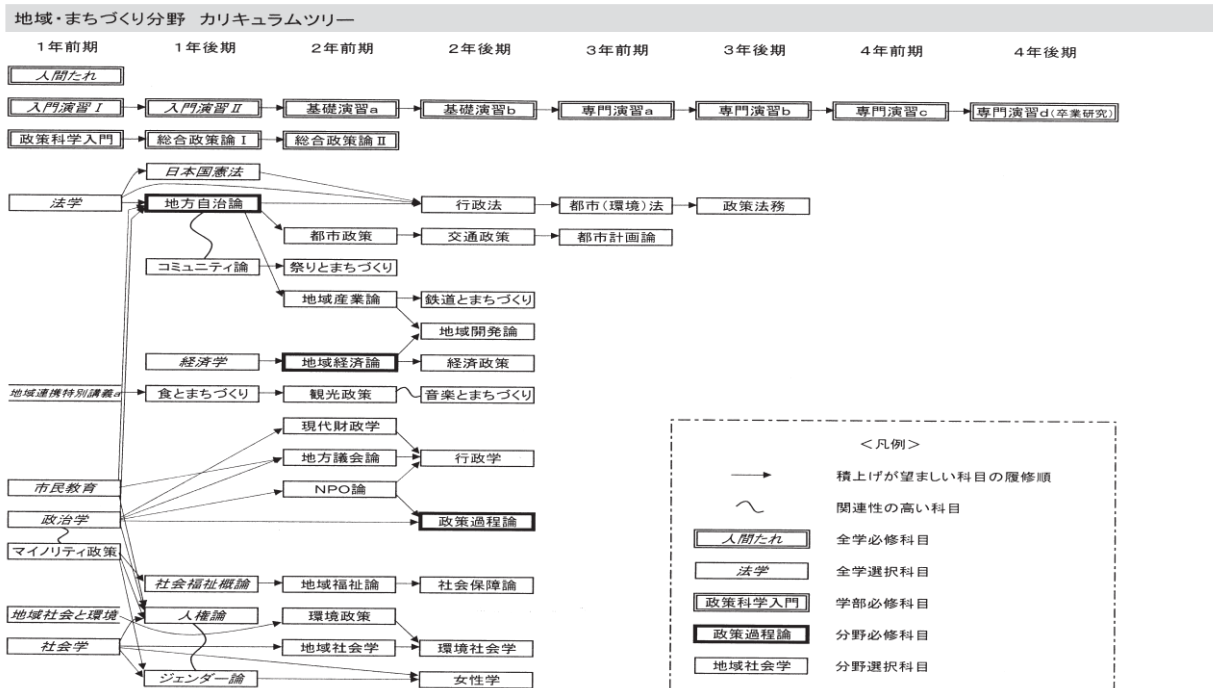 地域・まちづくり分野 カリキュラムツリー
1年前期 1年後期 2年前期 2年後期 3年前期 3年後期 4年前期 4年後期
人間たれ
入門演習Ⅰ 入門演習Ⅱ 基礎演習a 基礎演習b 専門演習a 専門演習b 専門演習c 専門演習d(卒業研究)
政策科学入門 総合政策論Ⅰ 総合政策論Ⅱ
日本国憲法
法学 地方自治論 行政法 都市(環境)法 政策法務
都市政策 交通政策 都市計画論
コミュニティ論 祭りとまちづくり
地域産業論 鉄道とまちづくり
地域開発論
経済学 地域経済論 経済政策
地域連携特別講義a 食とまちづくり 観光政策 音楽とまちづくり
現代財政学
地方議会論 行政学
市民教育 NPO論
政治学 政策過程論
マイノリティ政策
社会福祉概論 地域福祉論 社会保障論
地域社会と環境 人権論 環境政策
社会学 地域社会学 環境社会学
ジェンダー論 女性学
<凡例>
積上げが望ましい科目の履修順
関連性の高い科目
人間たれ 全学必修科目
法学 全学選択科目
政策科学入門 学部必修科目
政策過程論 分野必修科目
地域社会学 分野選択科目